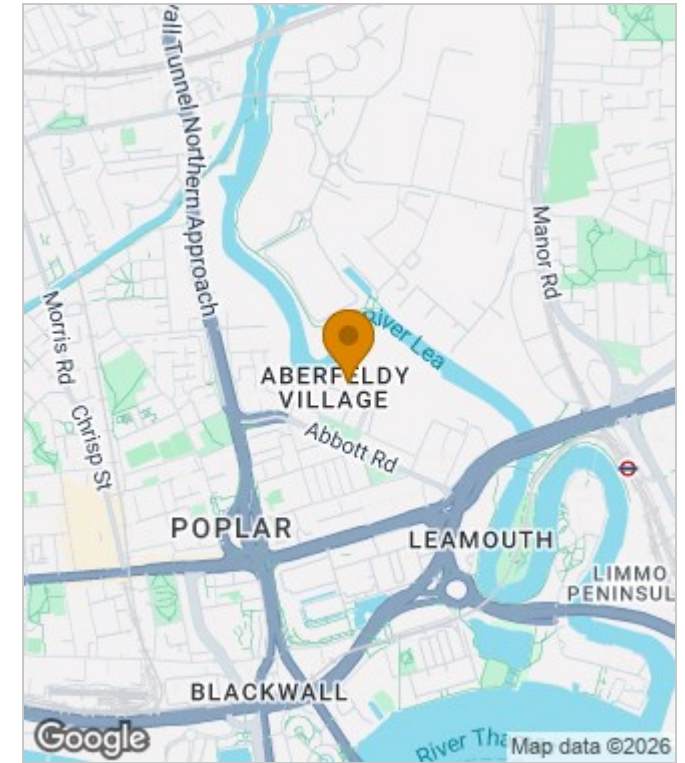 vall Tunnel Northern Approach
Manor Rd
Morris Rd
River Lea
ABERFELDY
VILLAGE
Chrisp St
Abbott Rd
POPLAR
LEAMOUTH
LIMMO
PENINSUL
BLACKWALL
River Tha
Google
Map data ©2026